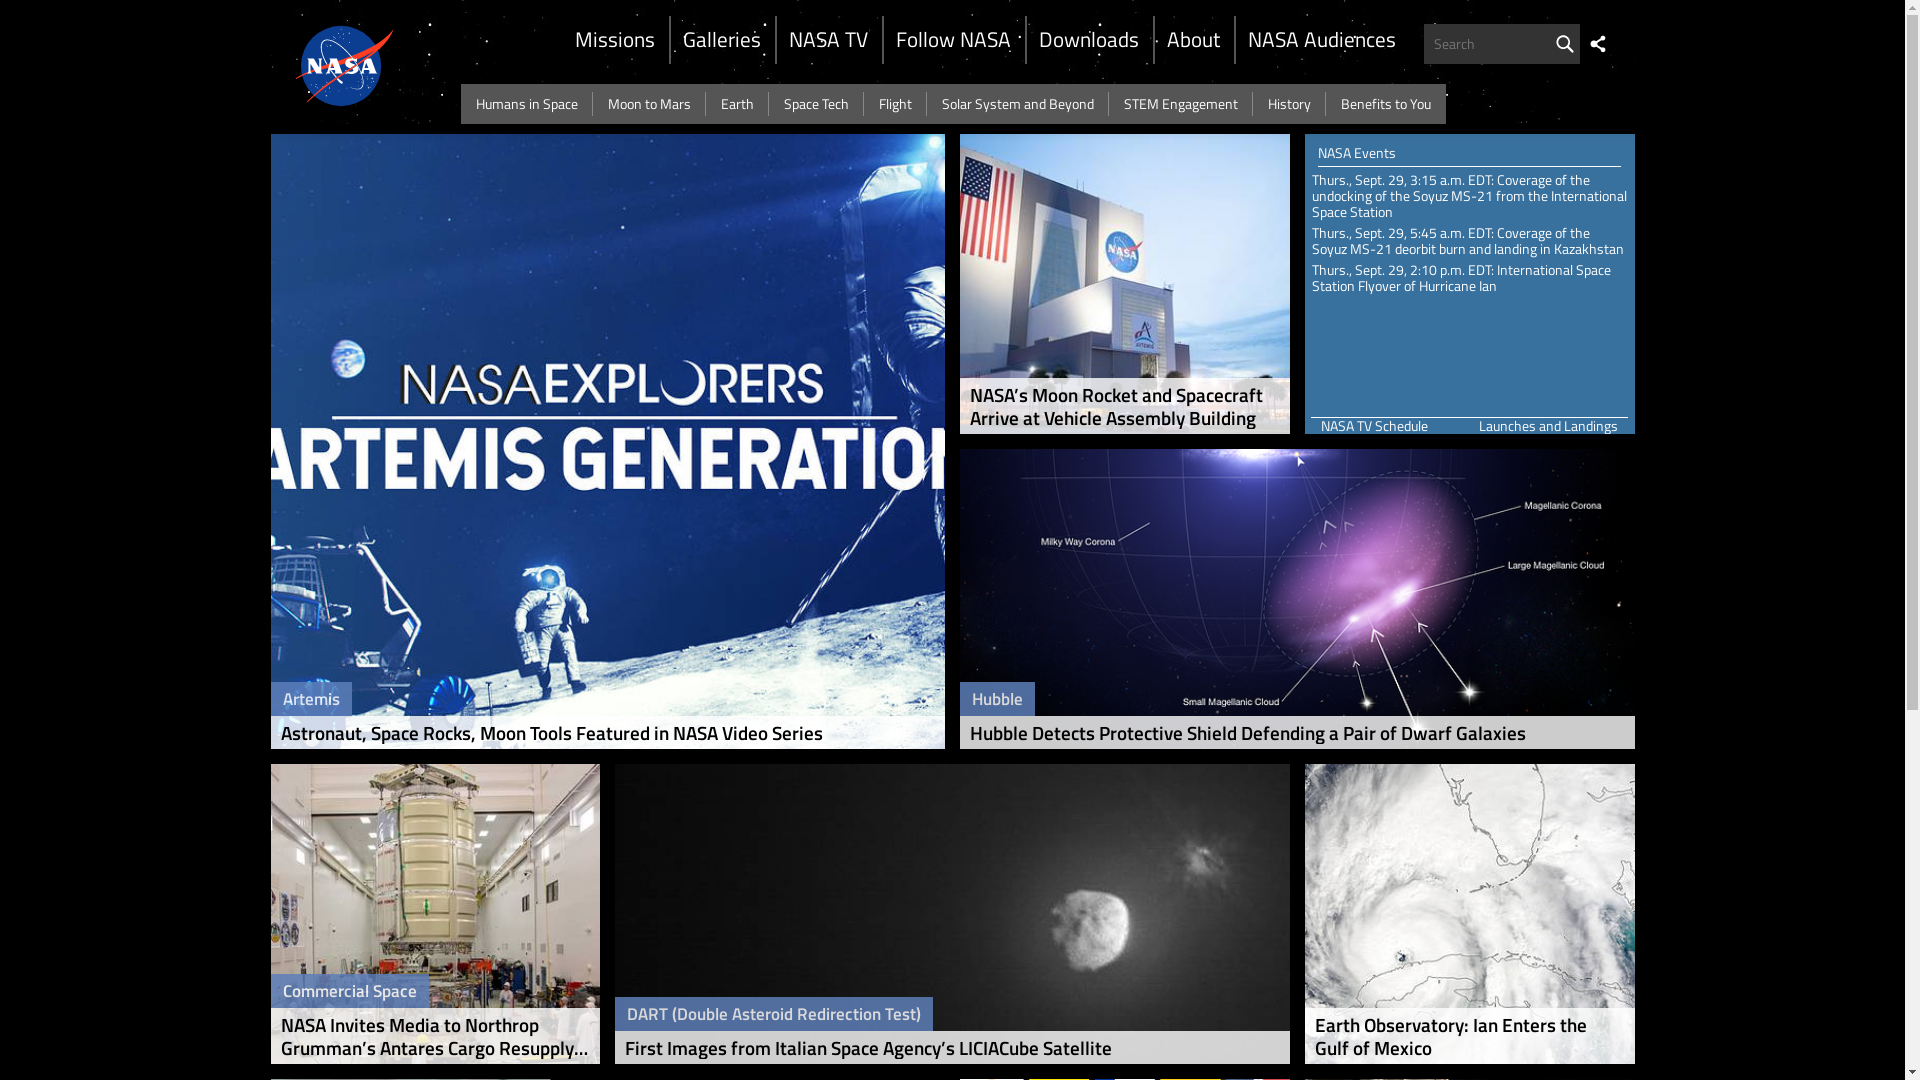 NASA
Missions
Galleries
NASA TV
Follow NASA
Downloads
About
NASA Audiences
Search
Humans in Space
Moon to Mars
Earth
Space Tech
Flight
Solar System and Beyond
STEM Engagement
History
Benefits to You
NASAEXPLORERS
ARTEMIS GENERATION
Artemis
Astronaut, Space Rocks, Moon Tools Featured in NASA Video Series
NASA
ARTEMIS
NASA’s Moon Rocket and Spacecraft
Arrive at Vehicle Assembly Building
NASA Events
Thurs., Sept. 29, 3:15 a.m. EDT: Coverage of the
undocking of the Soyuz MS-21 from the International
Space Station
Thurs., Sept. 29, 5:45 a.m. EDT: Coverage of the
Soyuz MS-21 deorbit burn and landing in Kazakhstan
Thurs., Sept. 29, 2:10 p.m. EDT: International Space
Station Flyover of Hurricane Ian
NASA TV Schedule
Launches and Landings
Magellanic Corona
Milky Way Corona
Large Magellanic Cloud
Small Magellanic Cloud
Hubble
Hubble Detects Protective Shield Defending a Pair of Dwarf Galaxies
Commercial Space
NASA Invites Media to Northrop
Grumman’s Antares Cargo Resupply...
DART (Double Asteroid Redirection Test)
First Images from Italian Space Agency’s LICIACube Satellite
Earth Observatory: Ian Enters the
Gulf of Mexico